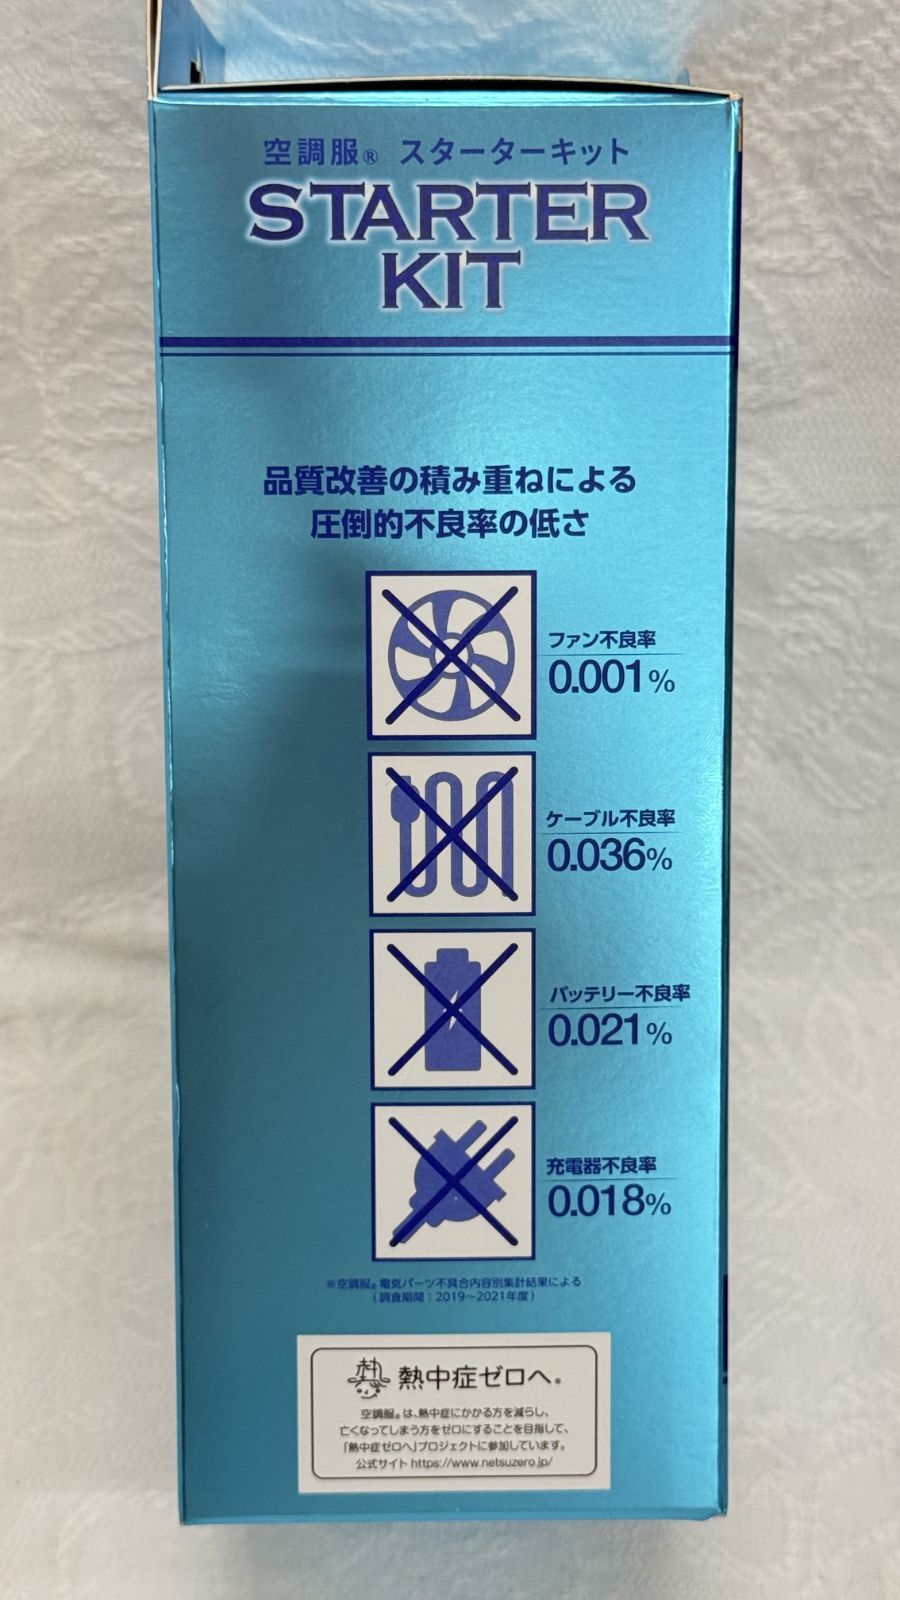 空調服® スターターキット
STARTER
KIT
品質改善の積み重ねによる
圧倒的不良率の低さ
ファン不良率
0.001%
ケーブル不良率
0.036%
バッテリー不良率
0.021%
充電器不良率
0.018%
※空調服®電気パーツ不具合内容別集計結果による
(調査期間:2019~2021年度)
熱中症ゼロへ®
空調服®は、熱中症にかかる方を減らし、
亡くなってしまう方をゼロにすることを目指して、
「熱中症ゼロへ」プロジェクトに参加しています。
公式サイト https://www.netsuzero.jp/